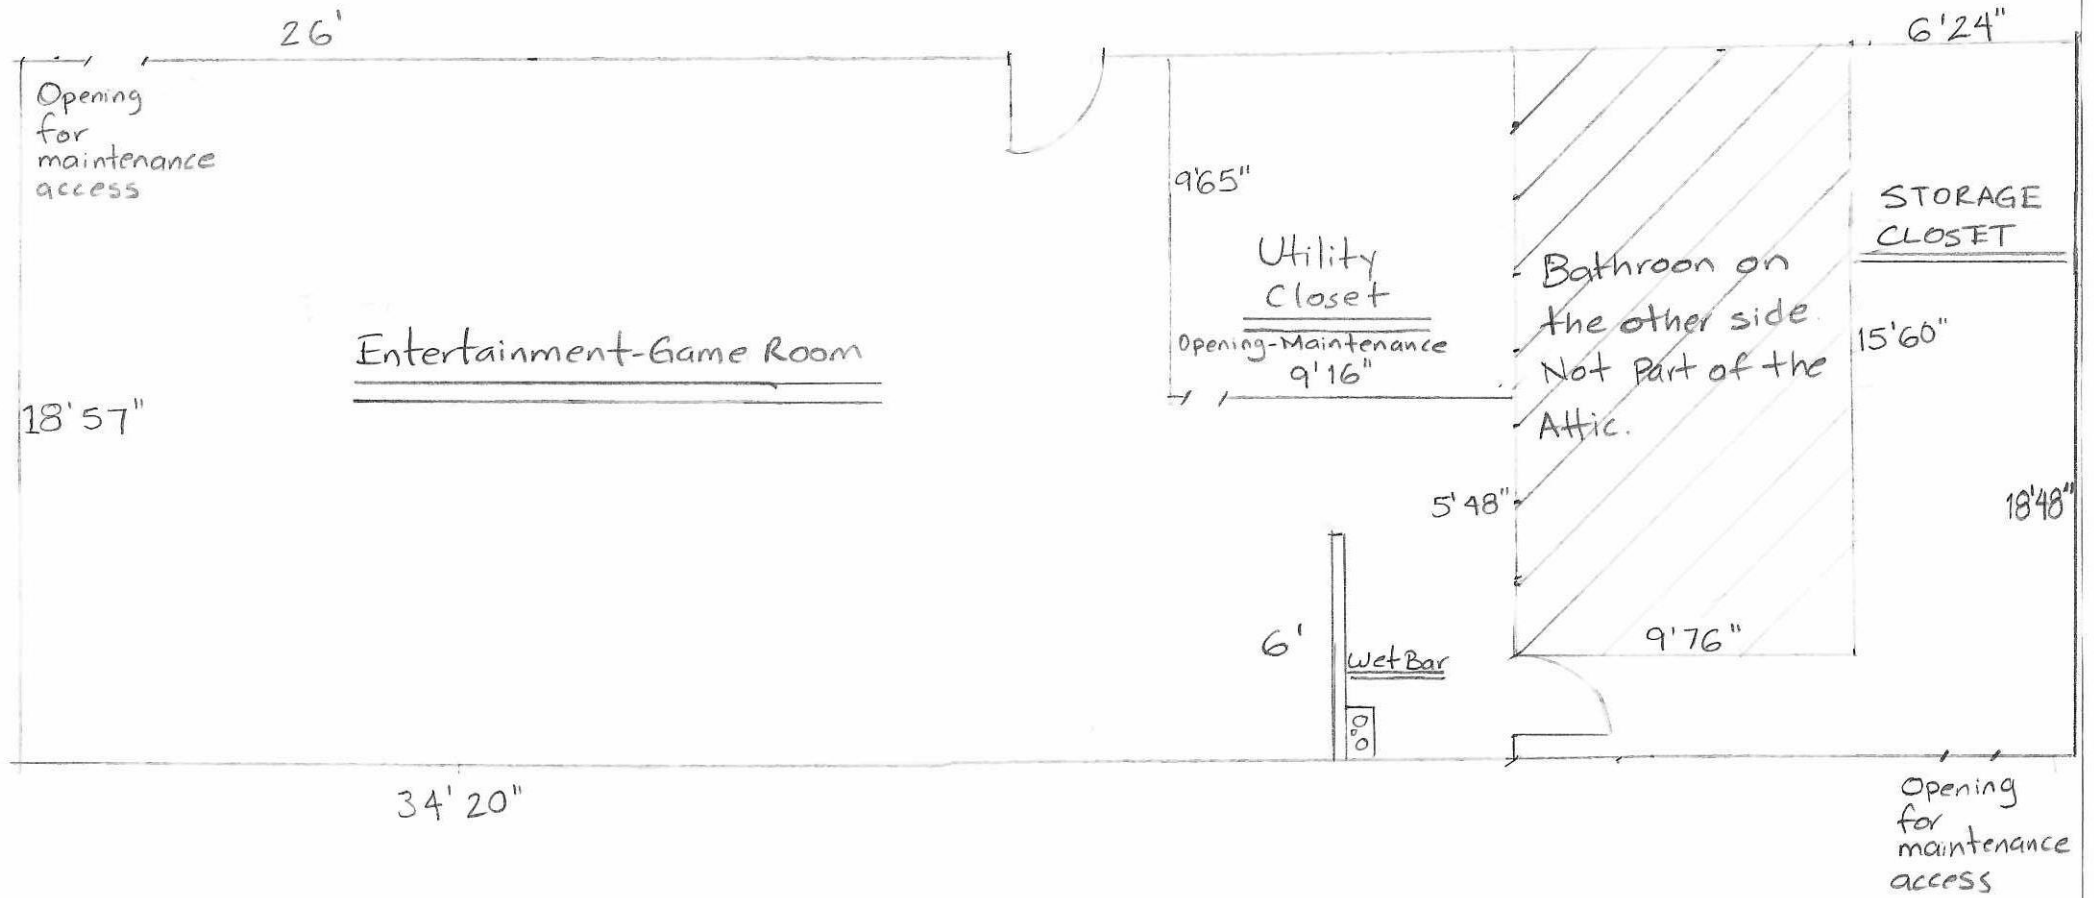 26'
6'24"
Opening
for
maintenance
access
9'65"
STORAGE
CLOSET
Utility
Closet
Bathroon on
the other side.
Not Part of the
Attic.
Entertainment-Game Room
Opening-Maintenance
9'16"
15'60"
18'57"
5'48"
18'48"
6'
Wet Bar
9'76"
34'20"
Opening
for
maintenance
access